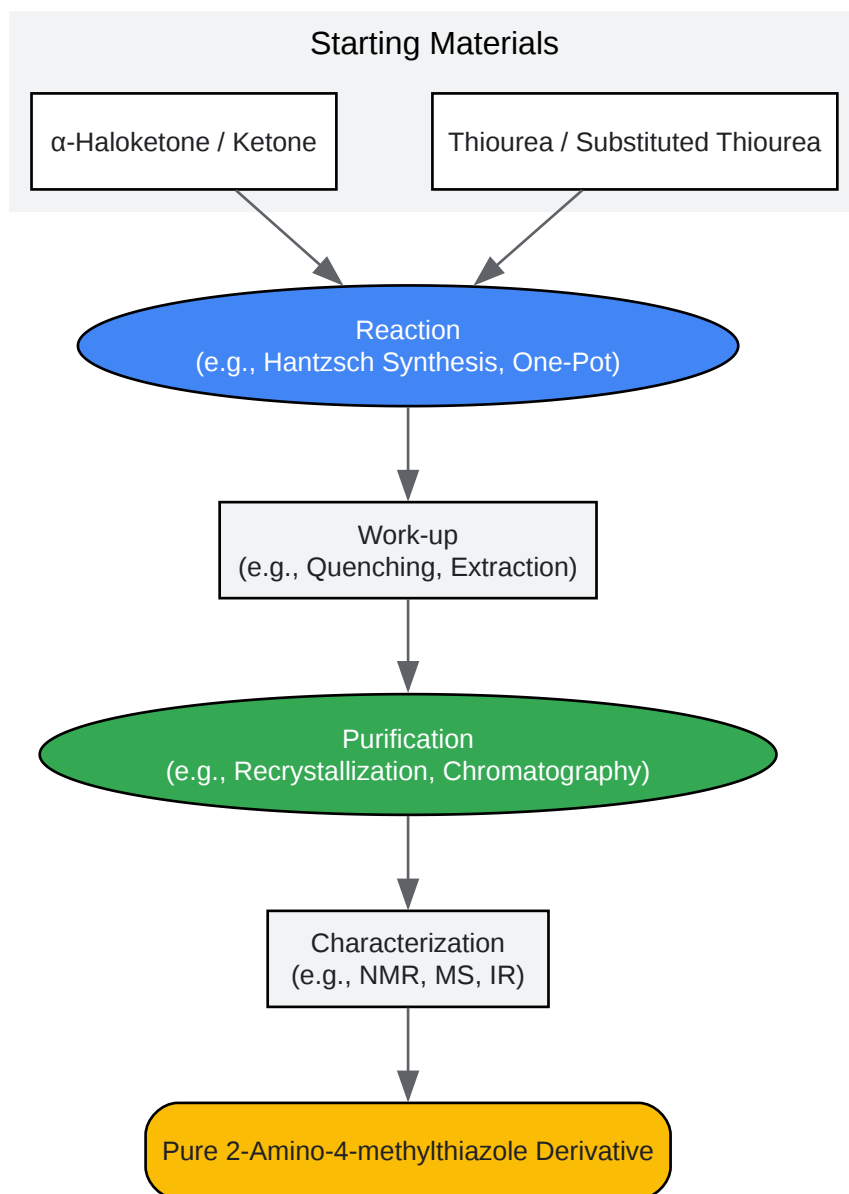 Starting Materials
α-Haloketone / Ketone
Thiourea / Substituted Thiourea
Reaction
(e.g., Hantzsch Synthesis, One-Pot)
Work-up
(e.g., Quenching, Extraction)
Purification
(e.g., Recrystallization, Chromatography)
Characterization
(e.g., NMR, MS, IR)
Pure 2-Amino-4-methylthiazole Derivative